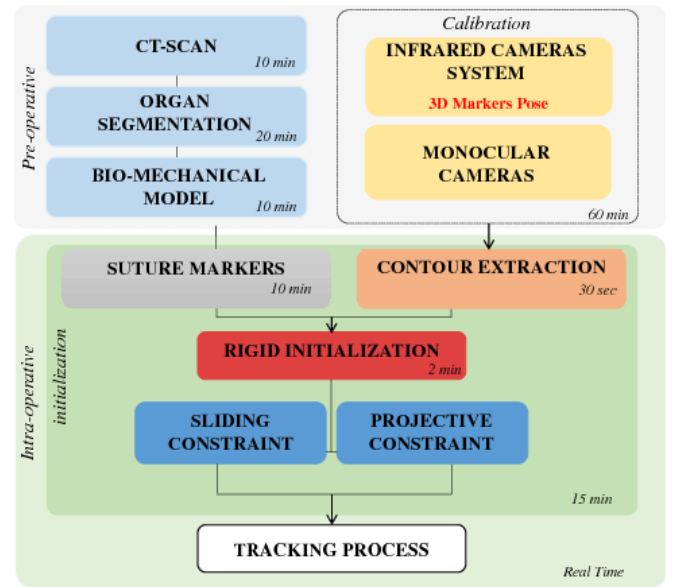 Pre-operative
CT-SCAN
10 min
ORGAN
SEGMENTATION
20 min
BIO-MECHANICAL
MODEL
10 min
Calibration
INFRARED CAMERAS
SYSTEM
3D Markers Pose
MONOCULAR
CAMERAS
60 min
Intra-operative
initialization
SUTURE MARKERS
10 min
CONTOUR EXTRACTION
30 sec
RIGID INITIALIZATION
2 min
SLIDING
CONSTRAINT
PROJECTIVE
CONSTRAINT
15 min
TRACKING PROCESS
Real Time